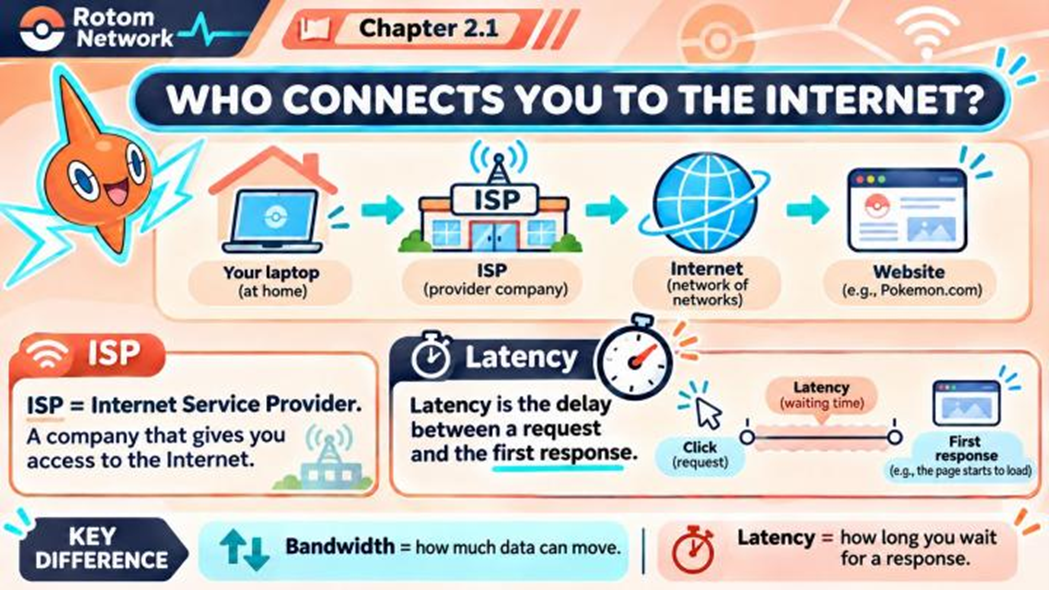 Rotom
Network
Chapter 2.1
WHO CONNECTS YOU TO THE INTERNET?
ISP
Your laptop
(at home)
ISP
(provider company)
Internet
(network of
networks)
Website
(e.g., Pokemon.com)
ISP
ISP = Internet Service Provider.
A company that gives you
access to the Internet.
Latency
Latency is the delay
between a request
and the first response.
Click
(request)
Latency
(waiting time)
First
response
(e.g., the page starts to load)
KEY
DIFFERENCE
Bandwidth = how much data can move.
Latency = how long you wait
for a response.